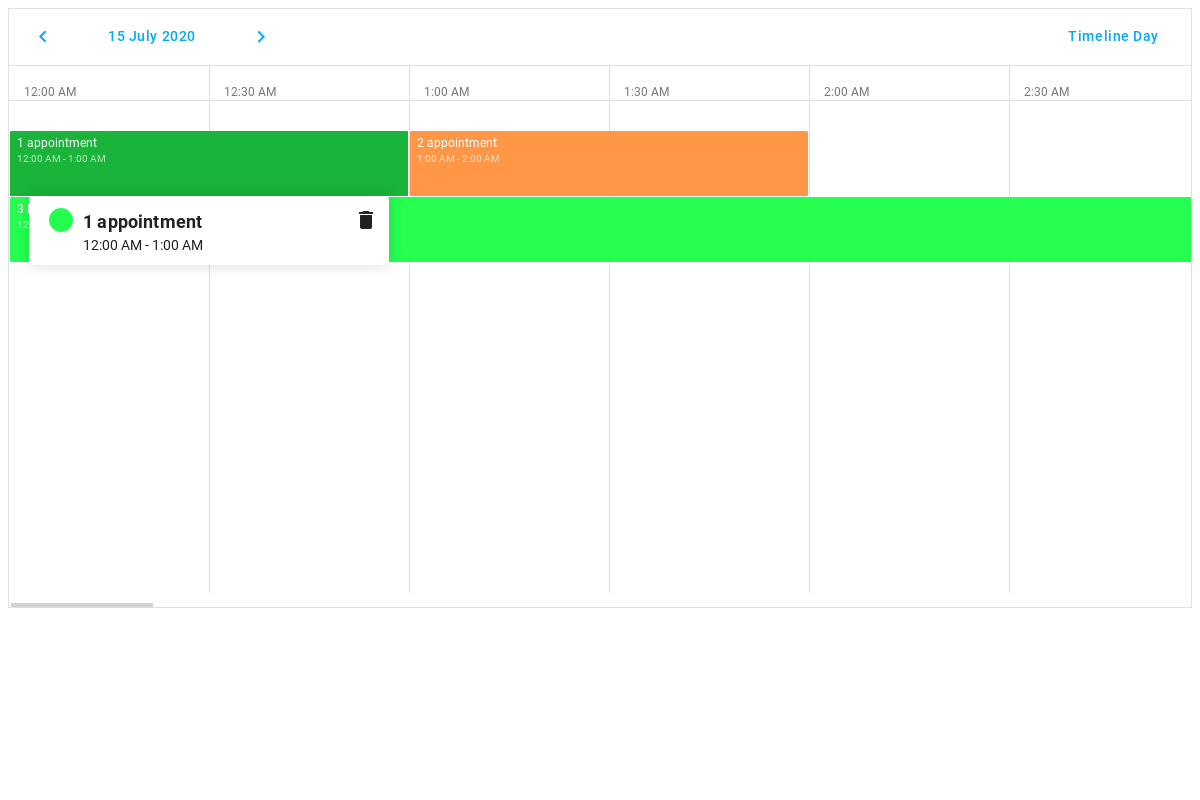 15 July 2020
Timeline Day
12:00 AM
12:30 AM
1:00 AM
1:30 AM
2:00 AM
2:30 AM
1 appointment
12:00 AM - 1:00 AM
2 appointment
1:00 AM - 2:00 AM
3
12
1 appointment
12:00 AM - 1:00 AM